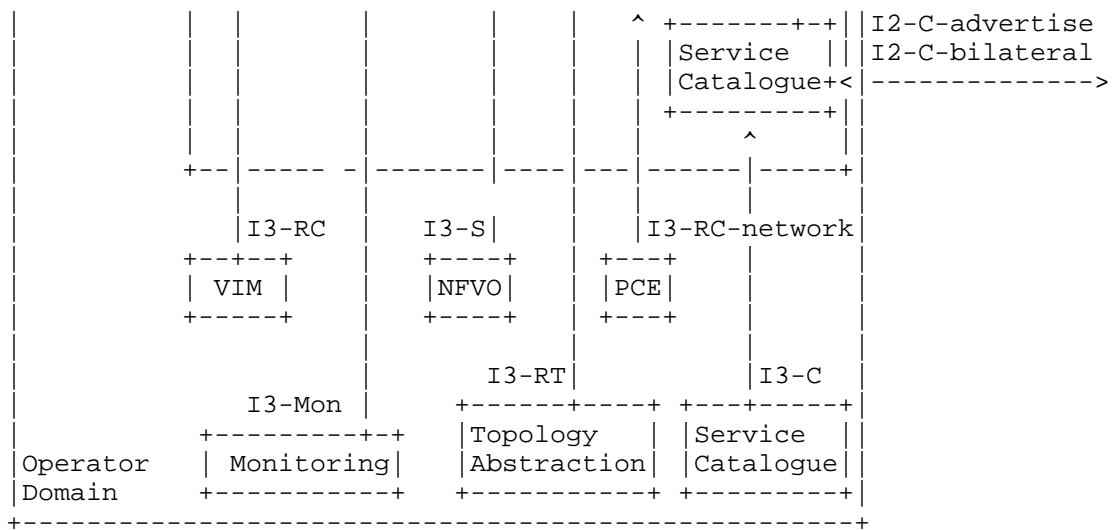 I2-C-advertise
Service I2-C-bilateral
Catalogue
I3-RC I3-S I3-RC-network
VIM NFVO PCE
I3-RT I3-C
I3-Mon
Topology Service
Operator Monitoring Abstraction Catalogue
Domain